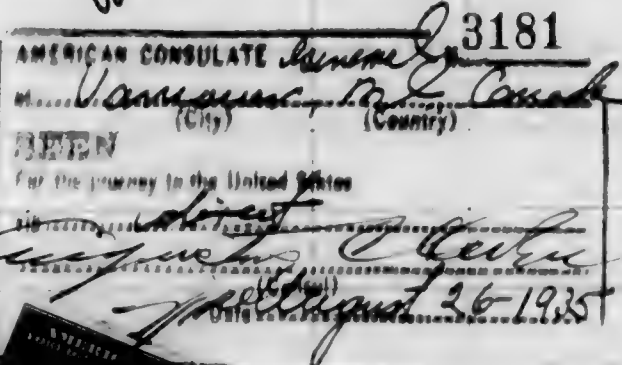 3181
AMERICAN CONSULATE General
at Vancouver, B.C. Canada
(City) (Country)
SEEN
For the journey to the United States
via direct
(Consul)
Date August 26-1935